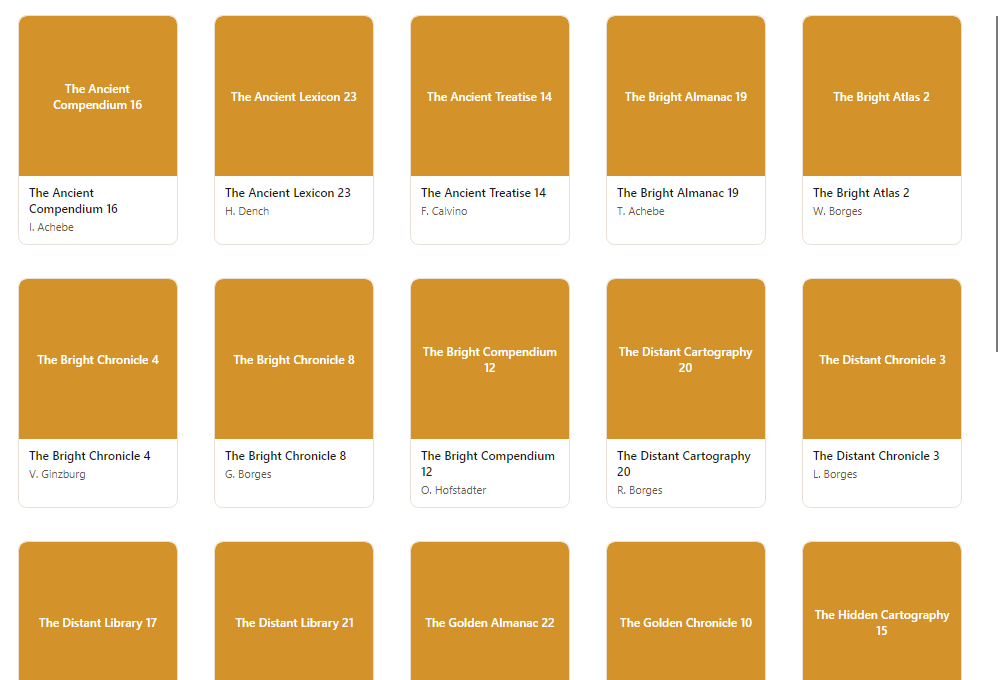 The Ancient
Compendium 16
The Ancient
Compendium 16
I. Achebe
The Ancient Lexicon 23
The Ancient Lexicon 23
H. Dench
The Ancient Treatise 14
The Ancient Treatise 14
F. Calvino
The Bright Almanac 19
The Bright Almanac 19
T. Achebe
The Bright Atlas 2
The Bright Atlas 2
W. Borges
The Bright Chronicle 4
The Bright Chronicle 4
V. Ginzburg
The Bright Chronicle 8
The Bright Chronicle 8
G. Borges
The Bright Compendium
12
The Bright Compendium
12
O. Hofstadter
The Distant Cartography
20
The Distant Cartography
20
R. Borges
The Distant Chronicle 3
The Distant Chronicle 3
L. Borges
The Distant Library 17
The Distant Library 21
The Golden Almanac 22
The Golden Chronicle 10
The Hidden Cartography
15